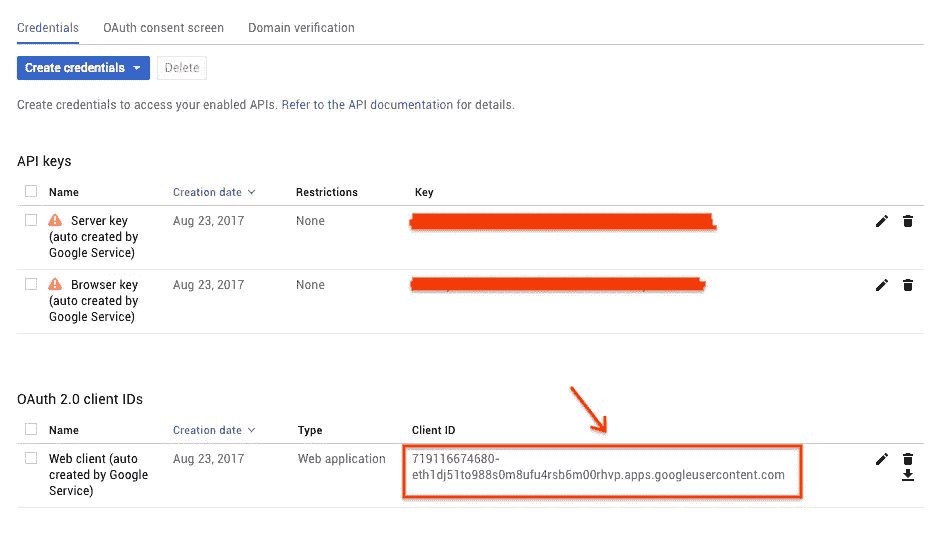 Credentials OAuth consent screen Domain verification
Create credentials Delete
Create credentials to access your enabled APIs. Refer to the API documentation for details.
API keys
Name Creation date Restrictions Key
Server key Aug 23, 2017 None
(auto created by
Google Service)
Browser key Aug 23, 2017 None
(auto created by
Google Service)
OAuth 2.0 client IDs
Name Creation date Type Client ID
Web client (auto Aug 23, 2017 Web application 719116674680-
created by Google eth1dj51to988s0m8ufu4rsb6m00rhvp.apps.googleusercontent.com
Service)